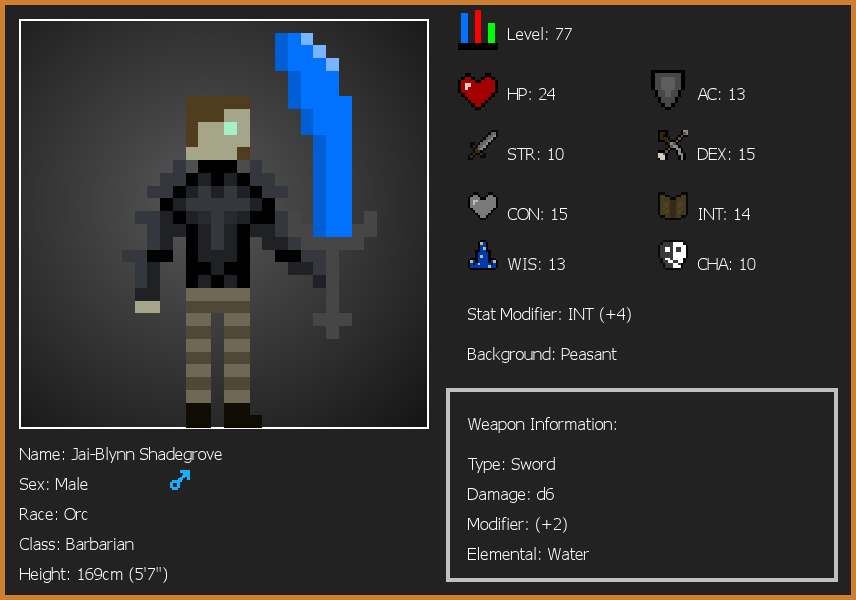 Level: 77
HP: 24
AC: 13
STR: 10
DEX: 15
CON: 15
INT: 14
WIS: 13
CHA: 10
Stat Modifier: INT (+4)
Background: Peasant
Weapon Information:
Type: Sword
Damage: d6
Modifier: (+2)
Elemental: Water
Name: Jai-Blynn Shadegrove
Sex: Male
Race: Orc
Class: Barbarian
Height: 169cm (5'7")